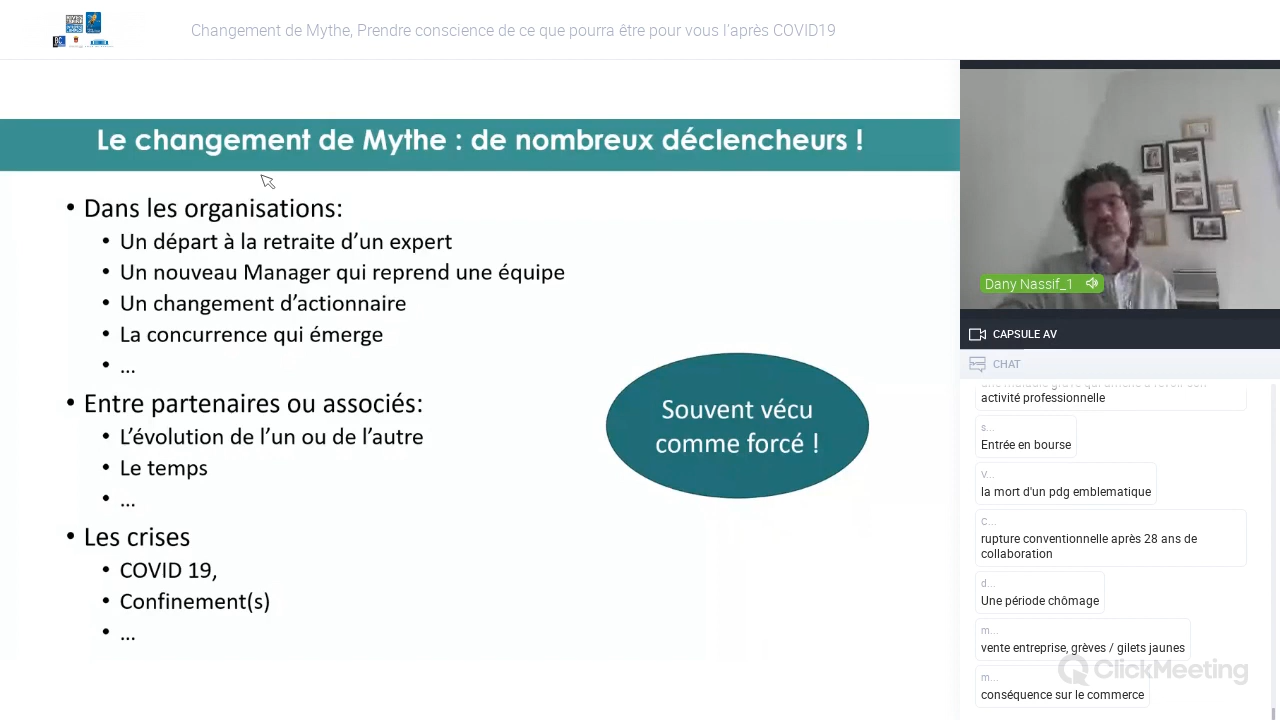 Changement de Mythe, Prendre conscience de ce que pourra être pour vous l'après COVID19
Le changement de Mythe : de nombreux déclencheurs !
• Dans les organisations:
• Un départ à la retraite d’un expert
• Un nouveau Manager qui reprend une équipe
• Un changement d’actionnaire
• La concurrence qui émerge
• ...
• Entre partenaires ou associés:
• L’évolution de l’un ou de l’autre
• Le temps
• ...
• Les crises
• COVID 19,
• Confinement(s)
• ...
Souvent vécu
comme forcé !
Dany Nassif_1
CAPSULE AV
CHAT
activité professionnelle
s...
Entrée en bourse
v...
la mort d'un pdg emblematique
c...
rupture conventionnelle après 28 ans de
collaboration
d...
Une période chômage
m...
vente entreprise, grèves / gilets jaunes
m...
conséquence sur le commerce
ClickMeeting